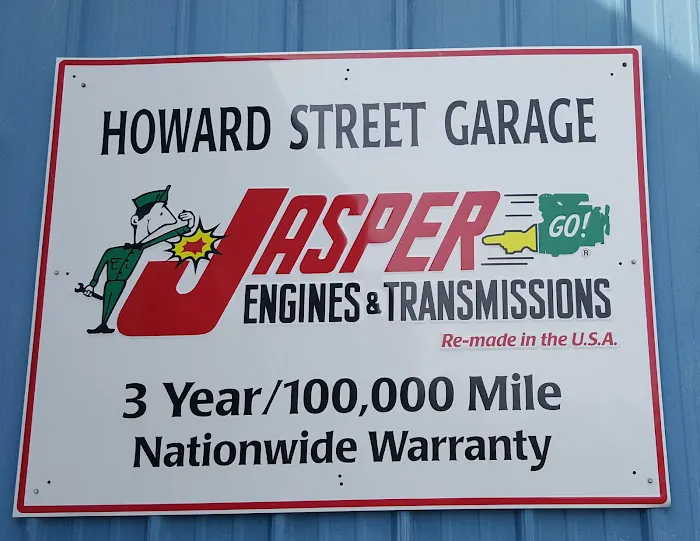 HOWARD STREET GARAGE
JASPER
GO!
®
ENGINES & TRANSMISSIONS
Re-made in the U.S.A.
3 Year/100,000 Mile
Nationwide Warranty